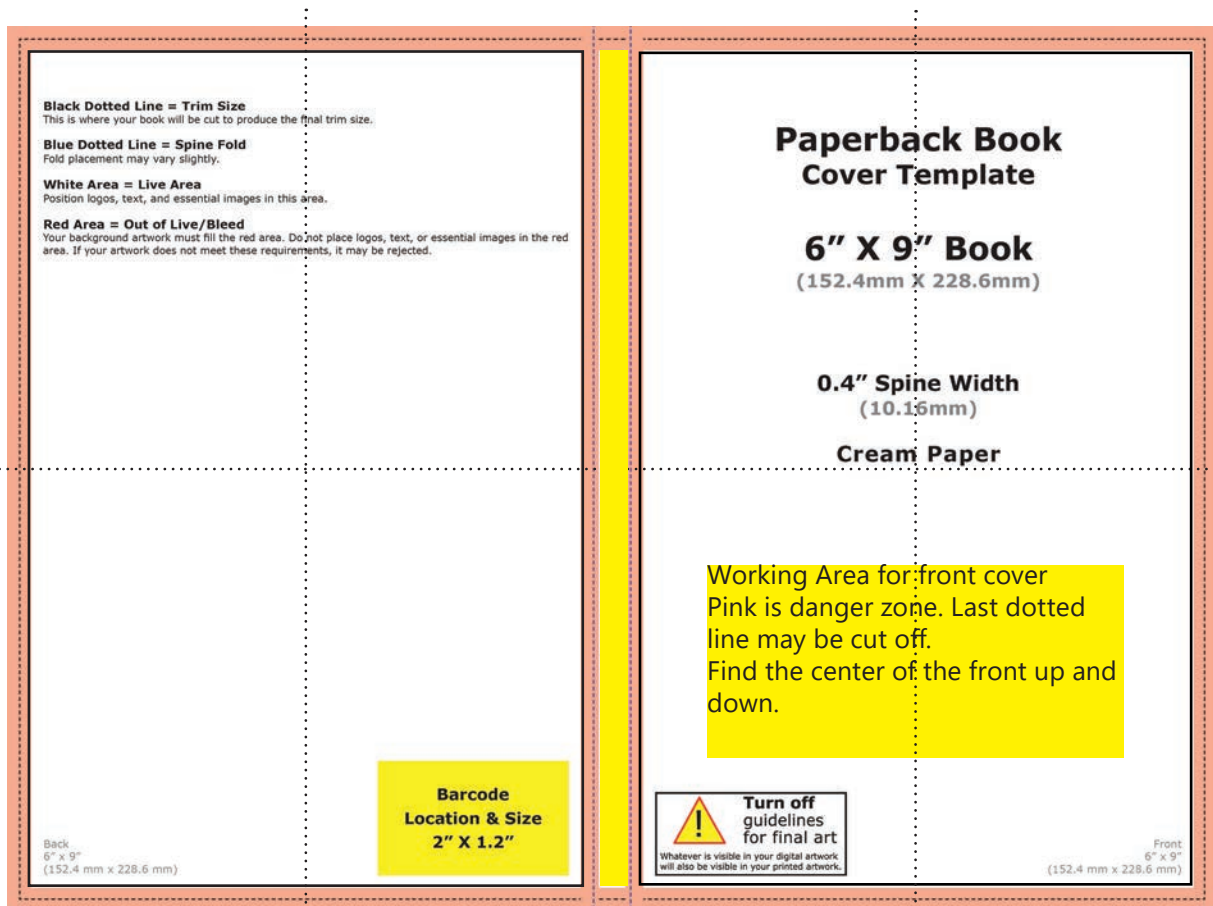 Black Dotted Line = Trim Size
This is where your book will be cut to produce the final trim size.
Blue Dotted Line = Spine Fold
Fold placement may vary slightly.
White Area = Live Area
Position logos, text, and essential images in this area.
Red Area = Out of Live/Bleed
Your background artwork must fill the red area. Do not place logos, text, or essential images in the red
area. If your artwork does not meet these requirements, it may be rejected.
Barcode
Location & Size
2" X 1.2"
Back
6" x 9"
(152.4 mm x 228.6 mm)
Paperback Book
Cover Template
6" X 9" Book
(152.4mm X 228.6mm)
0.4" Spine Width
(10.16mm)
Cream Paper
Working Area for front cover
Pink is danger zone. Last dotted
line may be cut off.
Find the center of the front up and
down.
!
Turn off
guidelines
for final art
Whatever is visible in your digital artwork
will also be visible in your printed artwork.
Front
6" x 9"
(152.4 mm x 228.6 mm)